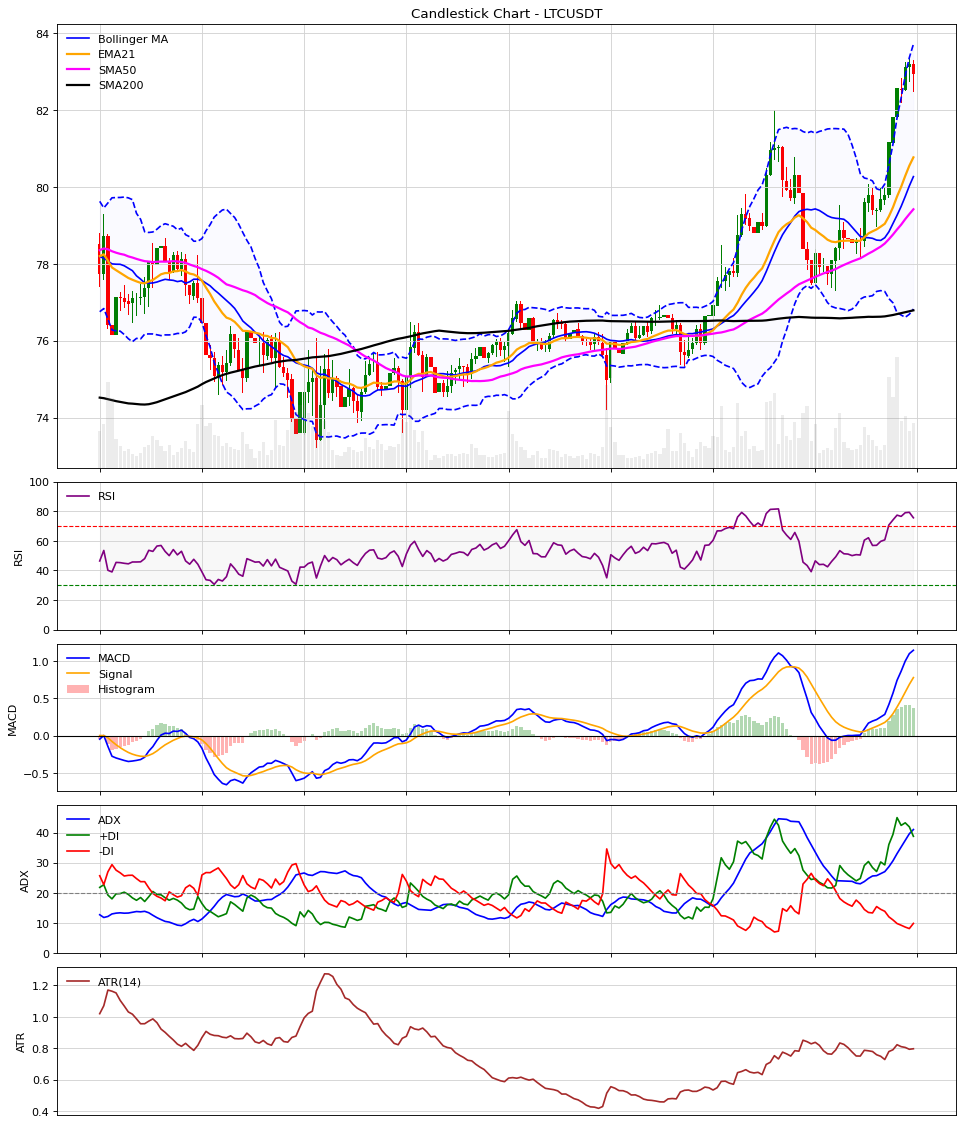 Candlestick Chart - LTCUSDT
Bollinger MA
EMA21
SMA50
SMA200
84
82
80
78
76
74
RSI
RSI
100
80
60
40
20
0
MACD
Signal
Histogram
MACD
1.0
0.5
0.0
−0.5
ADX
+DI
-DI
ADX
40
30
20
10
0
ATR(14)
ATR
1.2
1.0
0.8
0.6
0.4